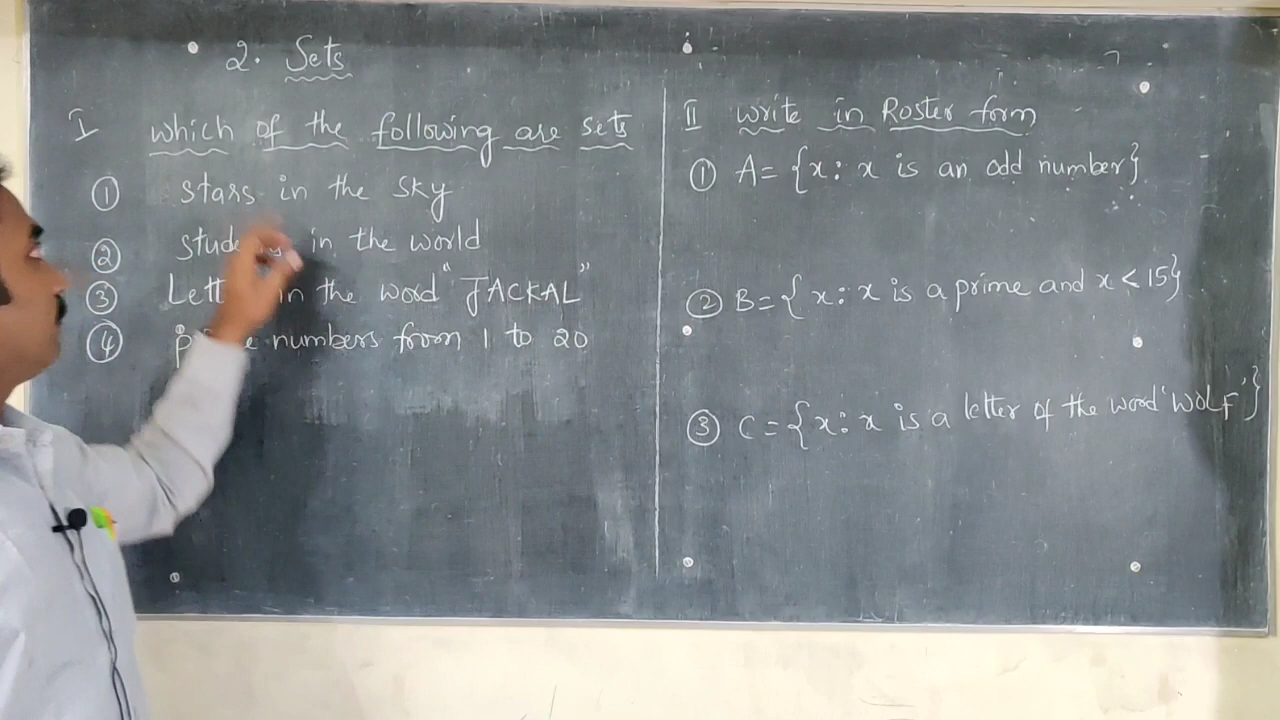 2. Sets
I which of the following are sets
① stars in the sky
② in the world
③ in the word "JACKAL"
④ numbers from 1 to 20
II write in Roster form
① A = {x : x is an odd number}
② B = {x : x is a prime and x < 15}
③ C = {x : x is a letter of the word 'WOLF'}